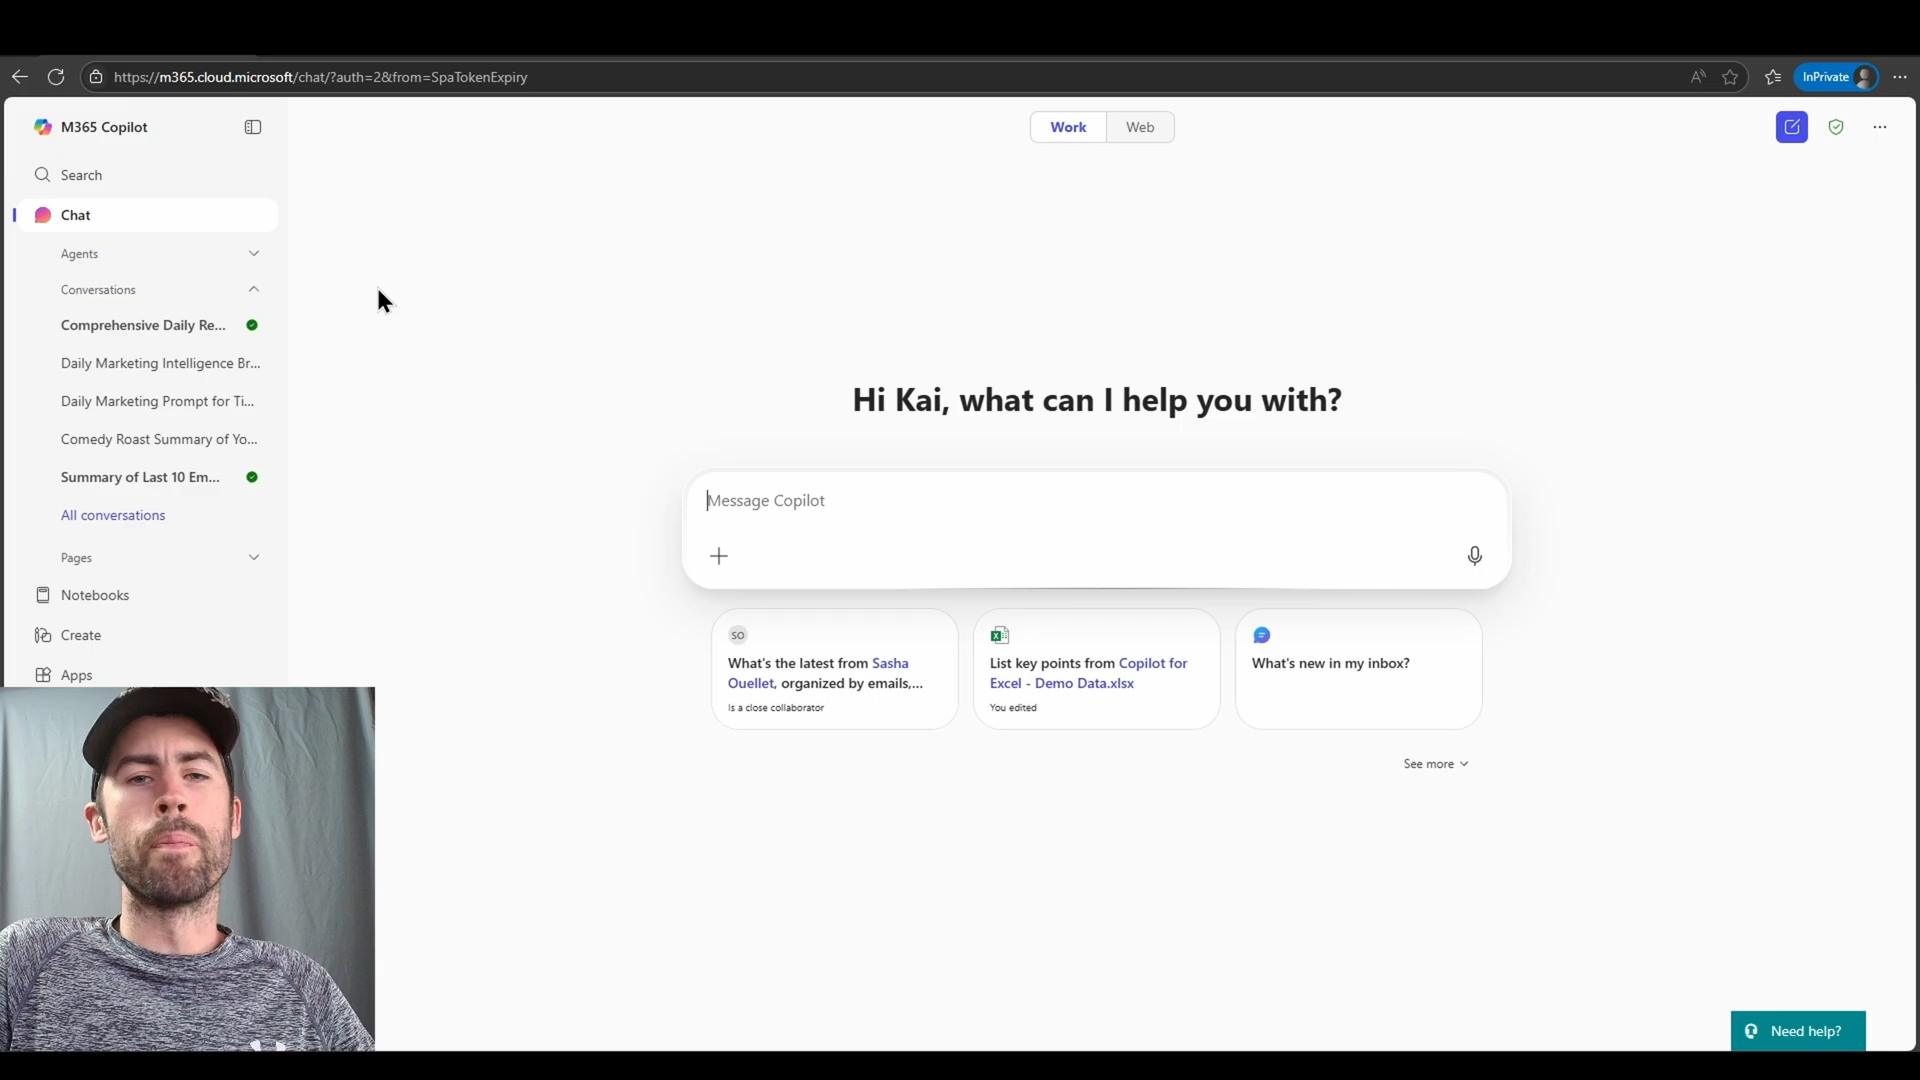 https://m365.cloud.microsoft/chat/?auth=2&from=SpaTokenExpiry
InPrivate
M365 Copilot
Work
Web
Search
Chat
Agents
Conversations
Comprehensive Daily Re...
Daily Marketing Intelligence Br...
Daily Marketing Prompt for Ti...
Comedy Roast Summary of Yo...
Summary of Last 10 Em...
All conversations
Pages
Notebooks
Create
Apps
Hi Kai, what can I help you with?
Message Copilot
SO
What's the latest from Sasha
Ouellet, organized by emails,...
Is a close collaborator
List key points from Copilot for
Excel - Demo Data.xlsx
You edited
What's new in my inbox?
See more
Need help?